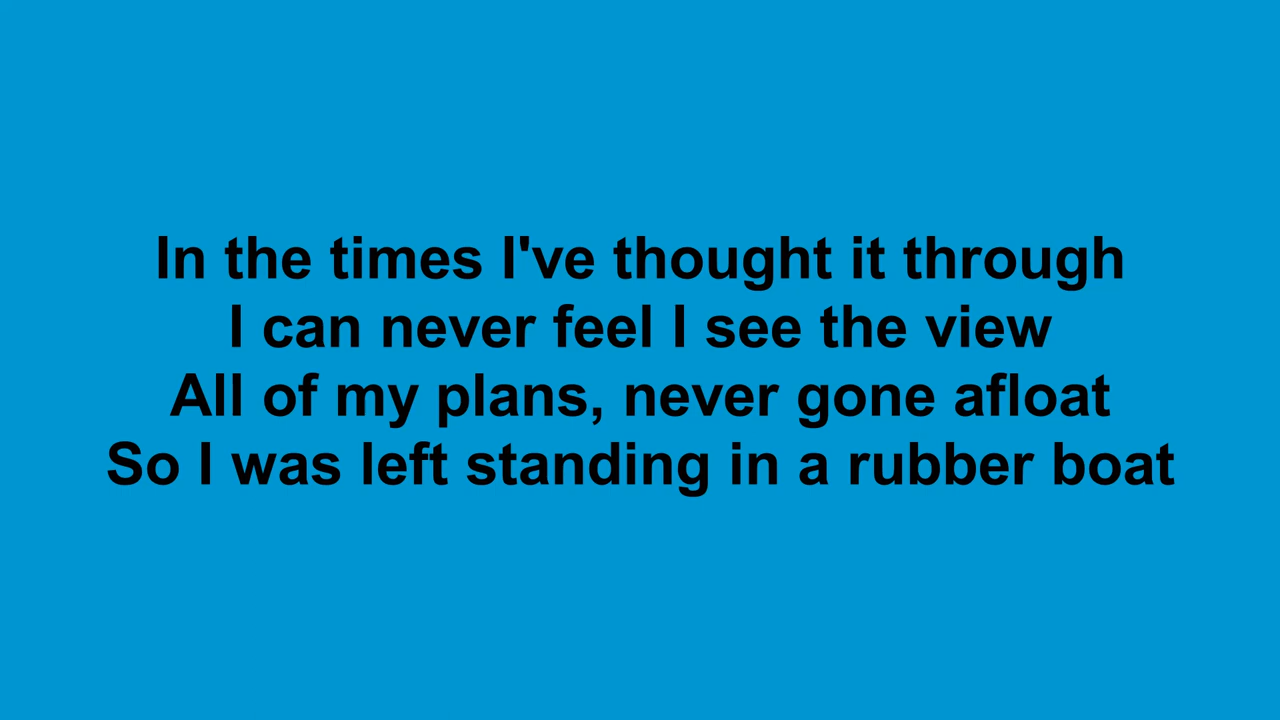 In the times I've thought it through
I can never feel I see the view
All of my plans, never gone afloat
So I was left standing in a rubber boat